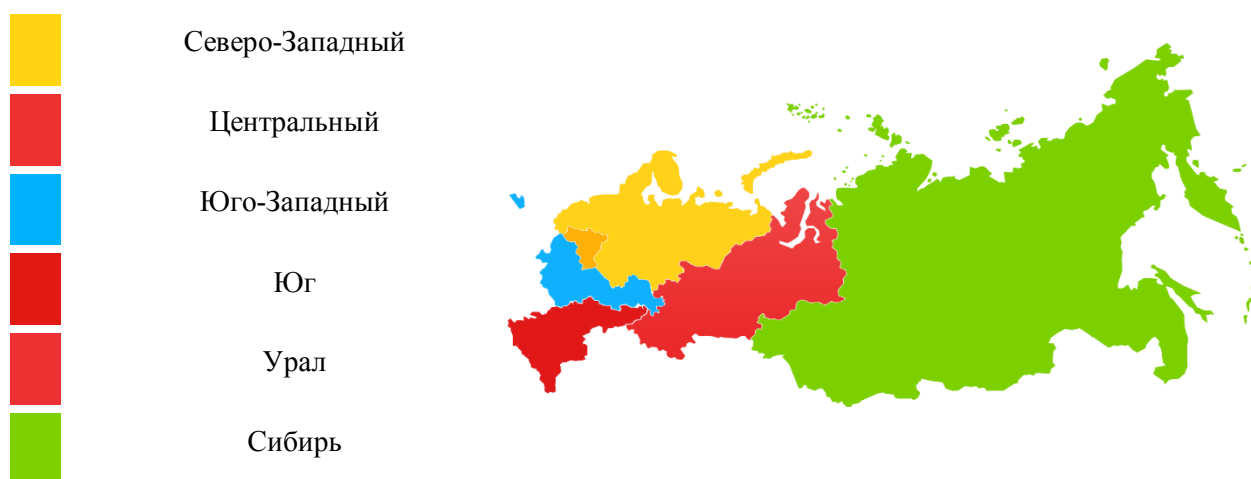 Северо-Западный
Центральный
Юго-Западный
Юг
Урал
Сибирь